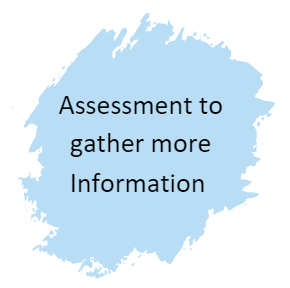 Assessment to
gather more
Information